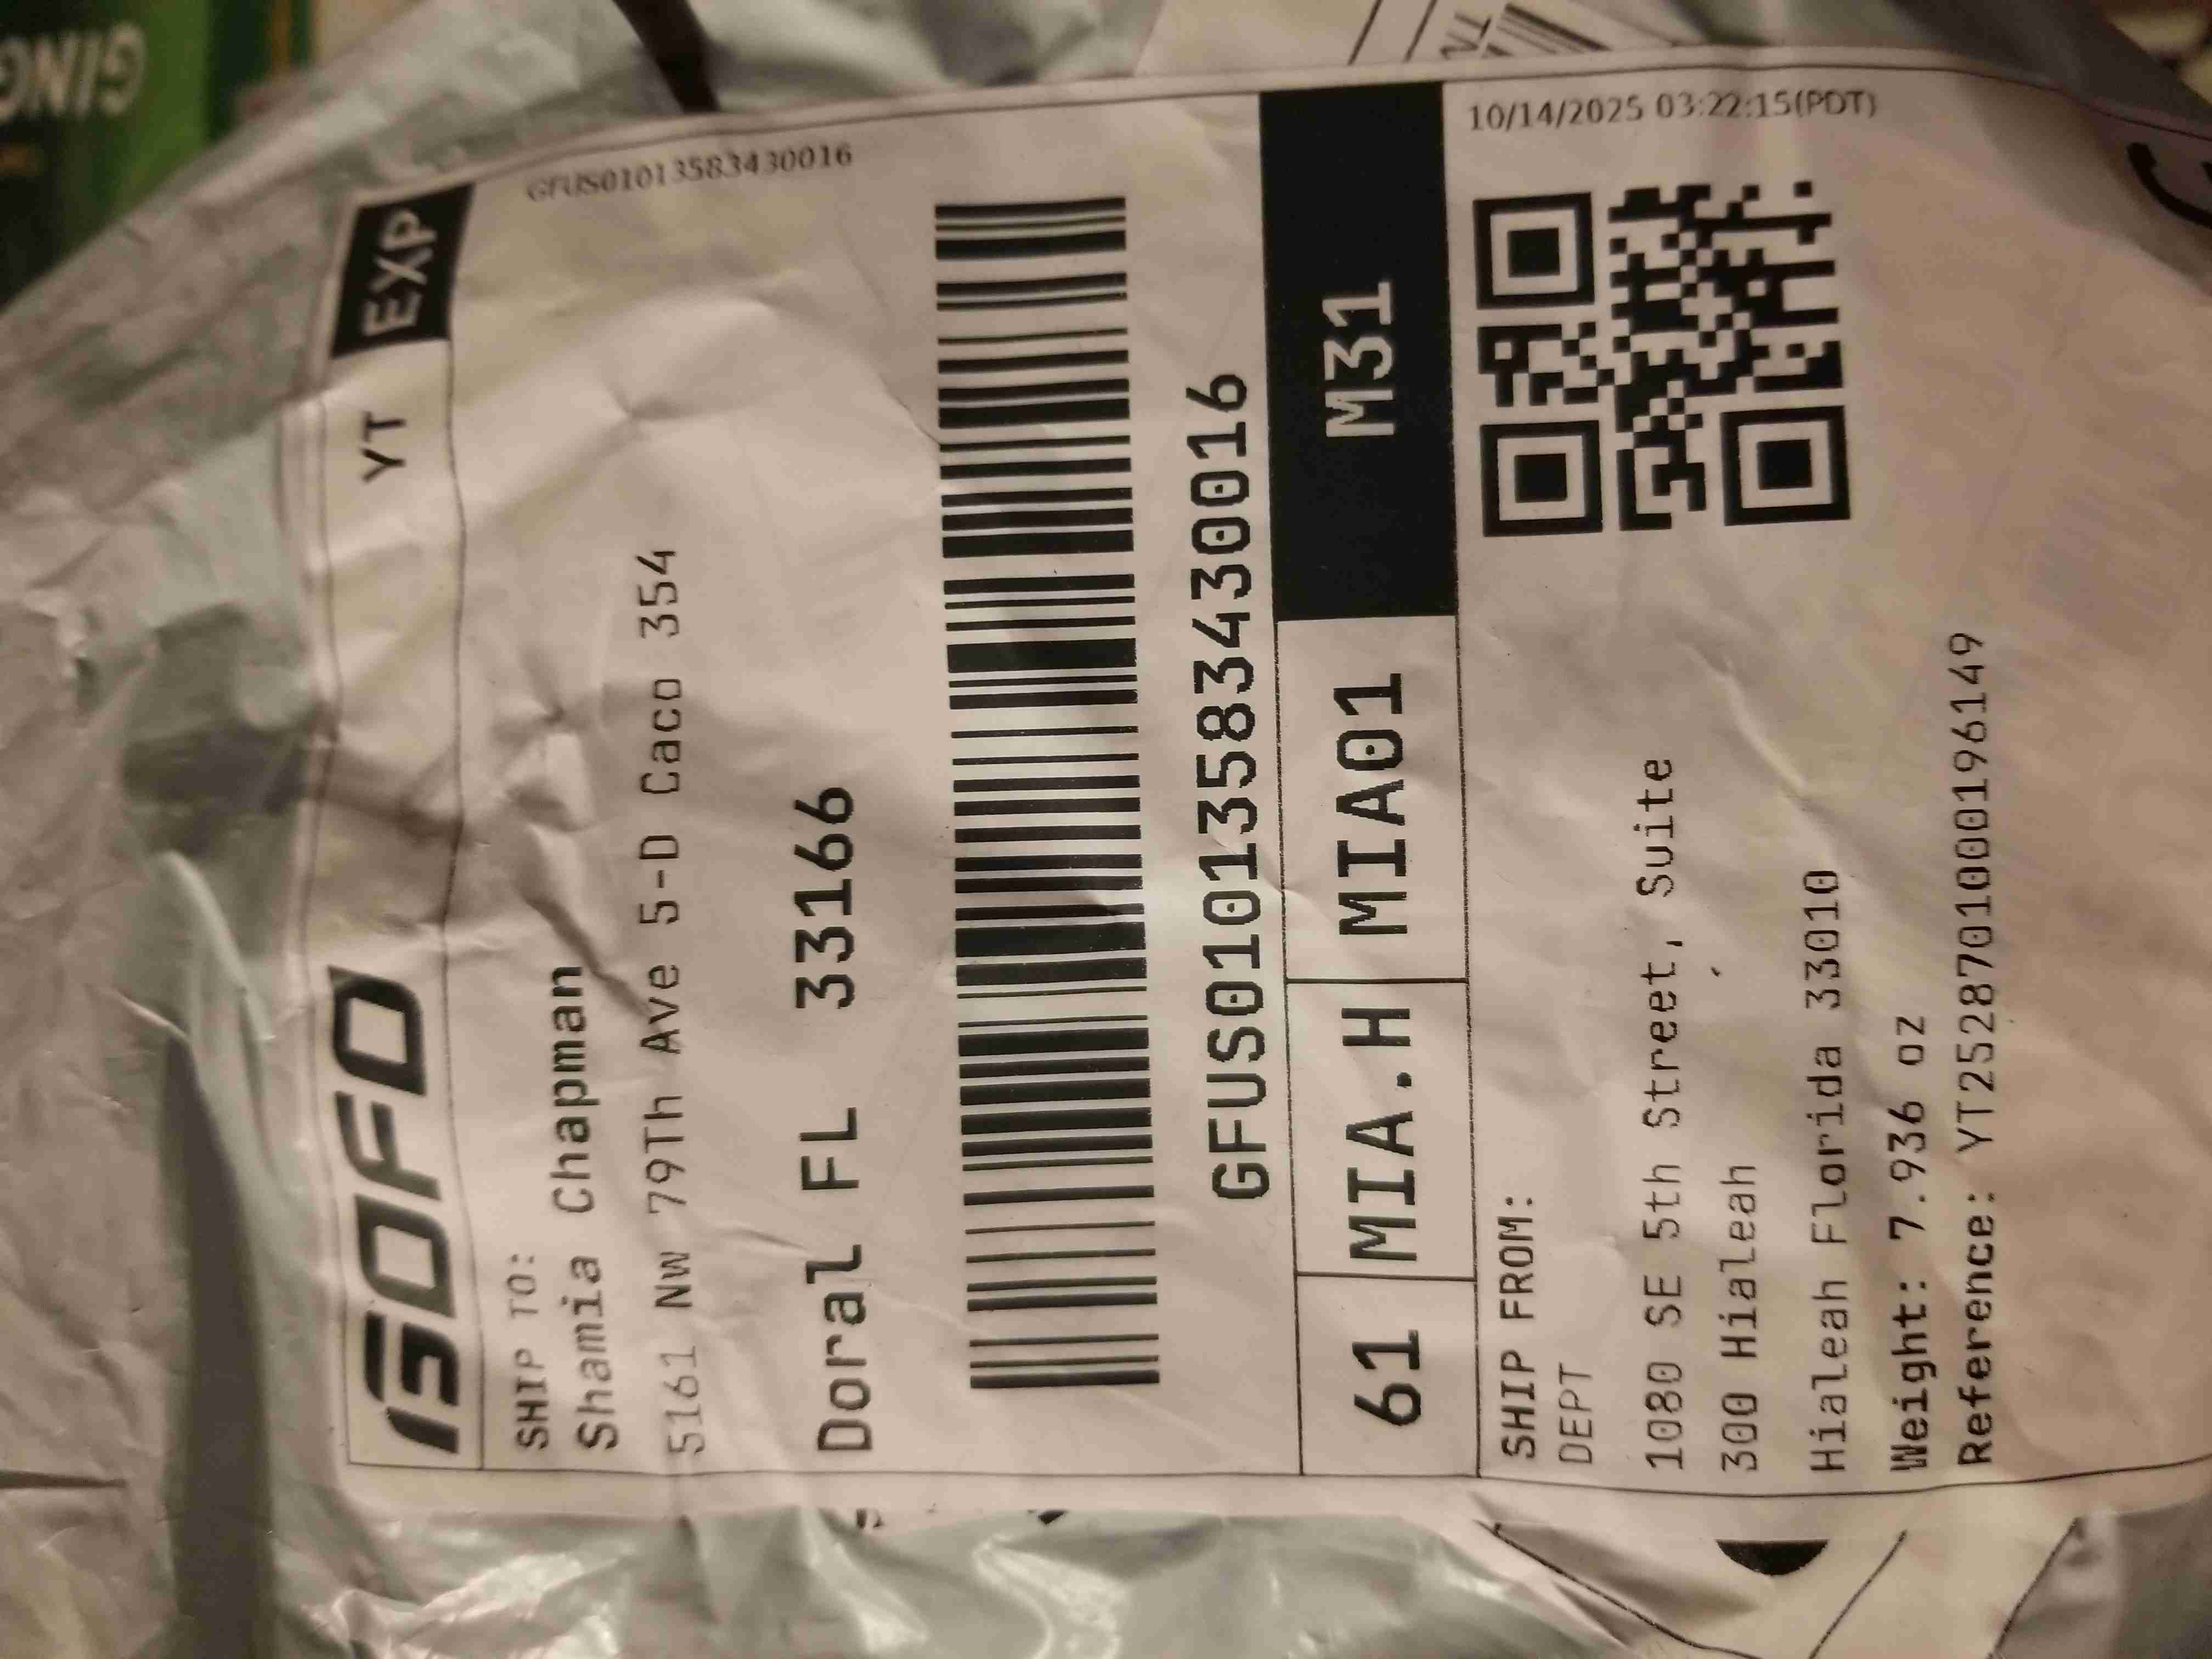 GOFO YT EXP
GFUS01013583430016
SHIP TO:
Shamia Chapman
5161 Nw 79Th Ave 5-D Caco 354
Doral FL 33166
GFUS01013583430016
61 MIA.H MIA01 M31
10/14/2025 03:22:15(PDT)
SHIP FROM:
DEPT
1080 SE 5th Street, Suite
300 Hialeah
Hialeah Florida 33010
Weight: 7.936 oz
Reference: YT2528701000196149
GING